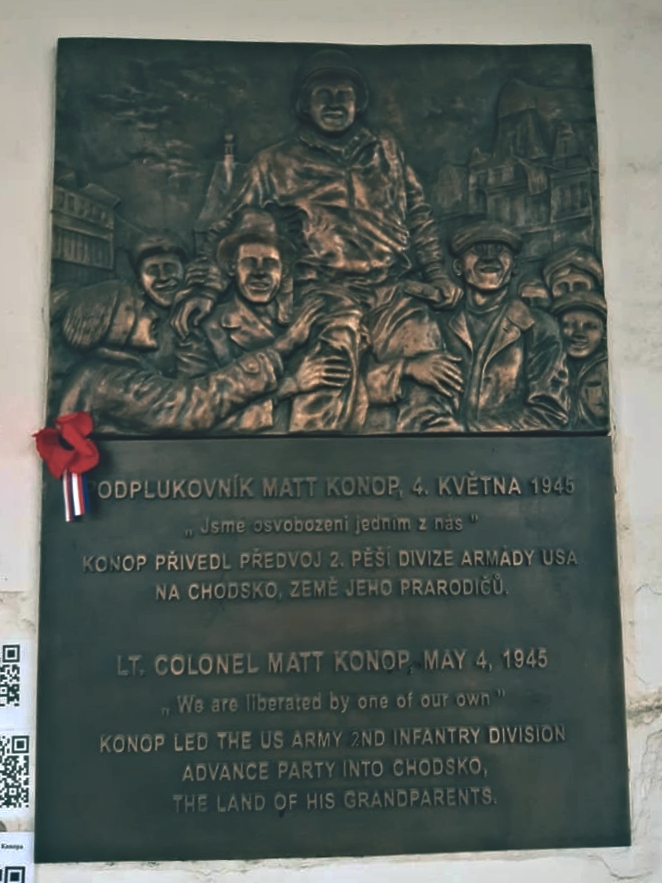 PODPLUKOVNÍK MATT KONOP, 4. KVĚTNA 1945
„Jsme osvobozeni jedním z nás"
KONOP PŘIVEDL PŘEDVOJ 2. PĚŠÍ DIVIZE ARMÁDY USA
NA CHODSKO, ZEMĚ JEHO PRARODIČŮ.
LT. COLONEL MATT KONOP, MAY 4, 1945
„We are liberated by one of our own"
KONOP LED THE US ARMY 2ND INFANTRY DIVISION
ADVANCE PARTY INTO CHODSKO,
THE LAND OF HIS GRANDPARENTS.
Konopa